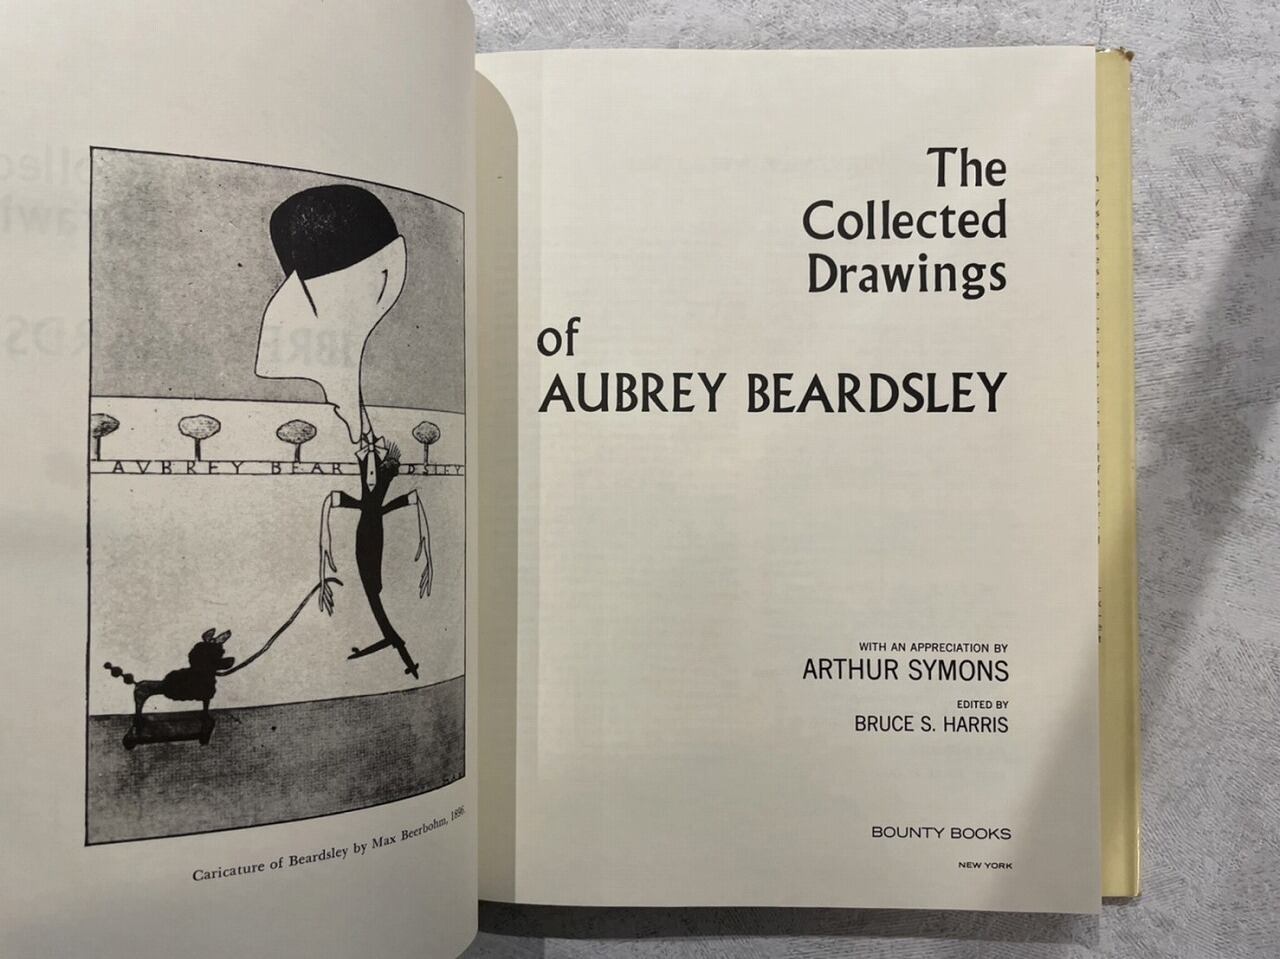 AVBREY BEARDSLEY
Caricature of Beardsley by Max Beerbohm, 1896.
The
Collected
Drawings
of
AUBREY BEARDSLEY
WITH AN APPRECIATION BY
ARTHUR SYMONS
EDITED BY
BRUCE S. HARRIS
BOUNTY BOOKS
NEW YORK